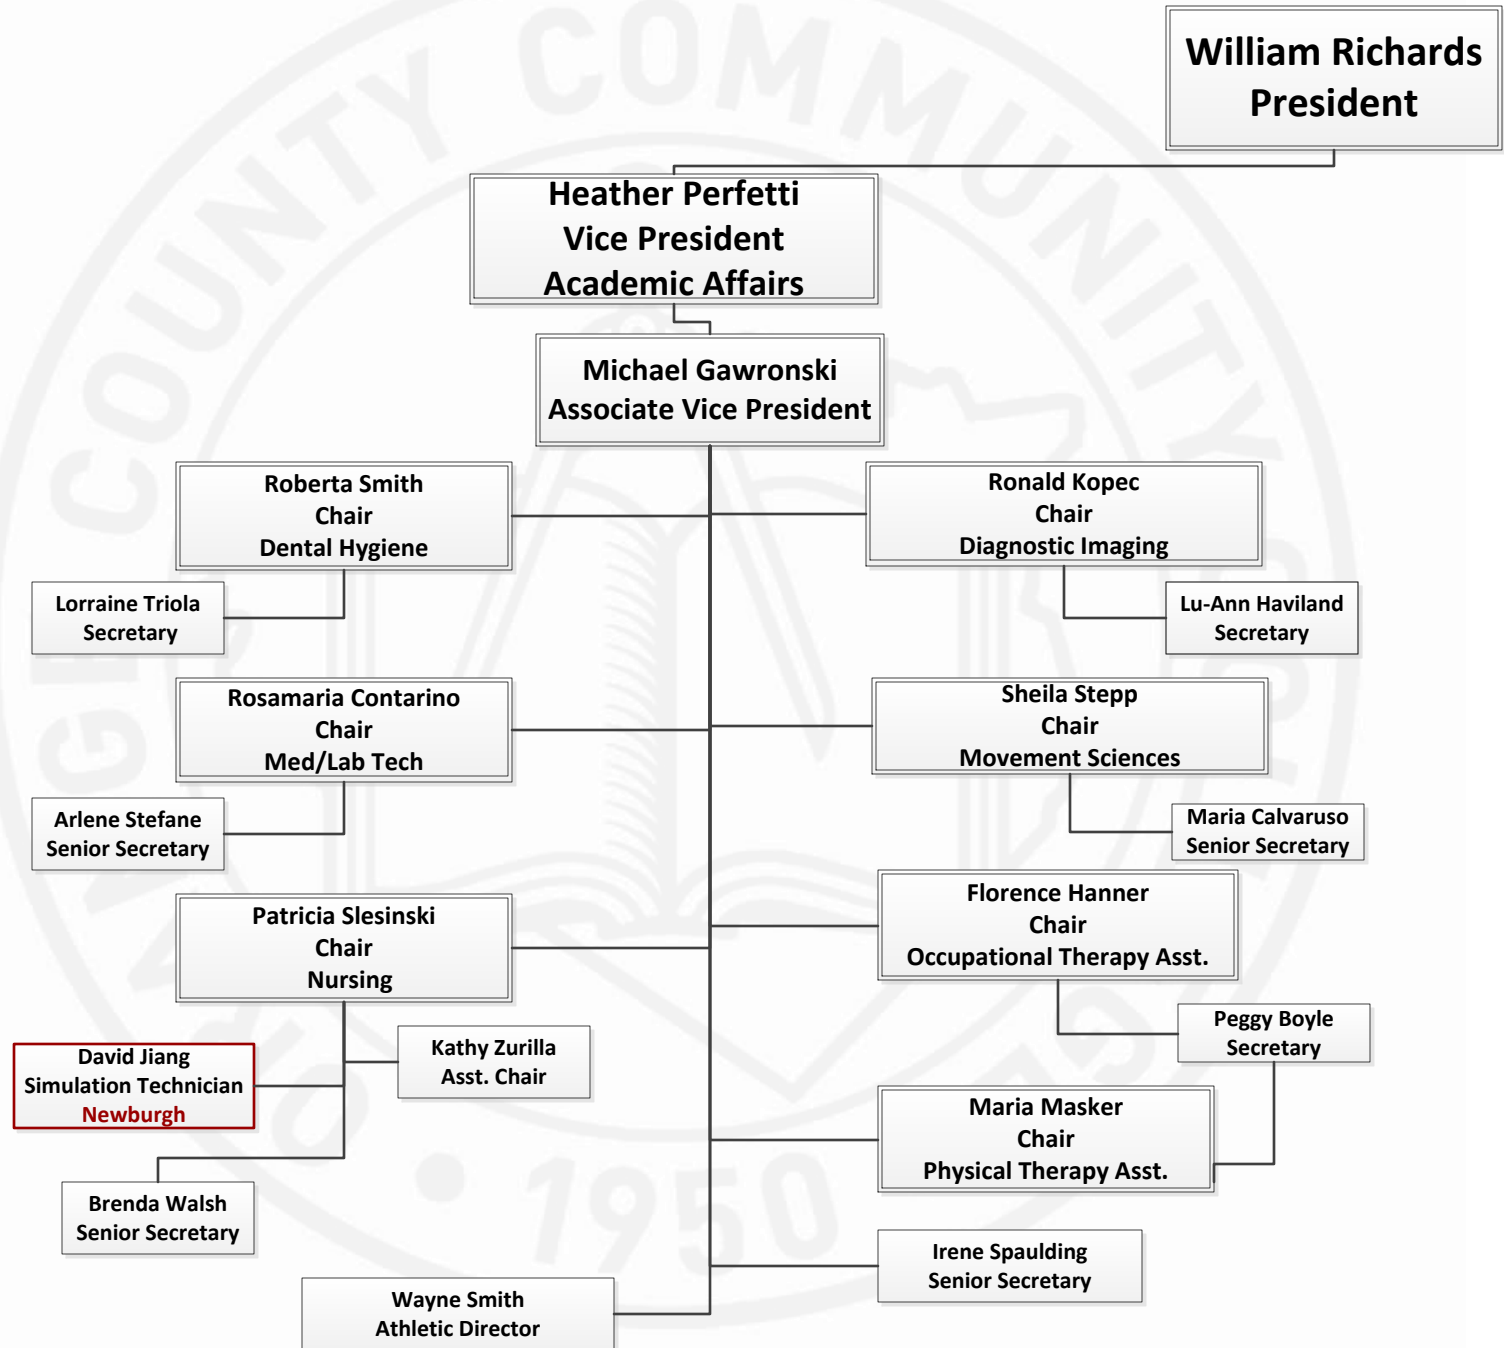 William Richards
President
Heather Perfetti
Vice President
Academic Affairs
Michael Gawronski
Associate Vice President
Roberta Smith
Chair
Dental Hygiene
Ronald Kopec
Chair
Diagnostic Imaging
Lorraine Triola
Secretary
Lu-Ann Haviland
Secretary
Rosamaria Contarino
Chair
Med/Lab Tech
Sheila Stepp
Chair
Movement Sciences
Arlene Stefane
Senior Secretary
Maria Calvaruso
Senior Secretary
Patricia Slesinski
Chair
Nursing
Florence Hanner
Chair
Occupational Therapy Asst.
David Jiang
Simulation Technician
Newburgh
Kathy Zurilla
Asst. Chair
Peggy Boyle
Secretary
Maria Masker
Chair
Physical Therapy Asst.
Brenda Walsh
Senior Secretary
Irene Spaulding
Senior Secretary
Wayne Smith
Athletic Director
COUNTY COMMUNITY
1950